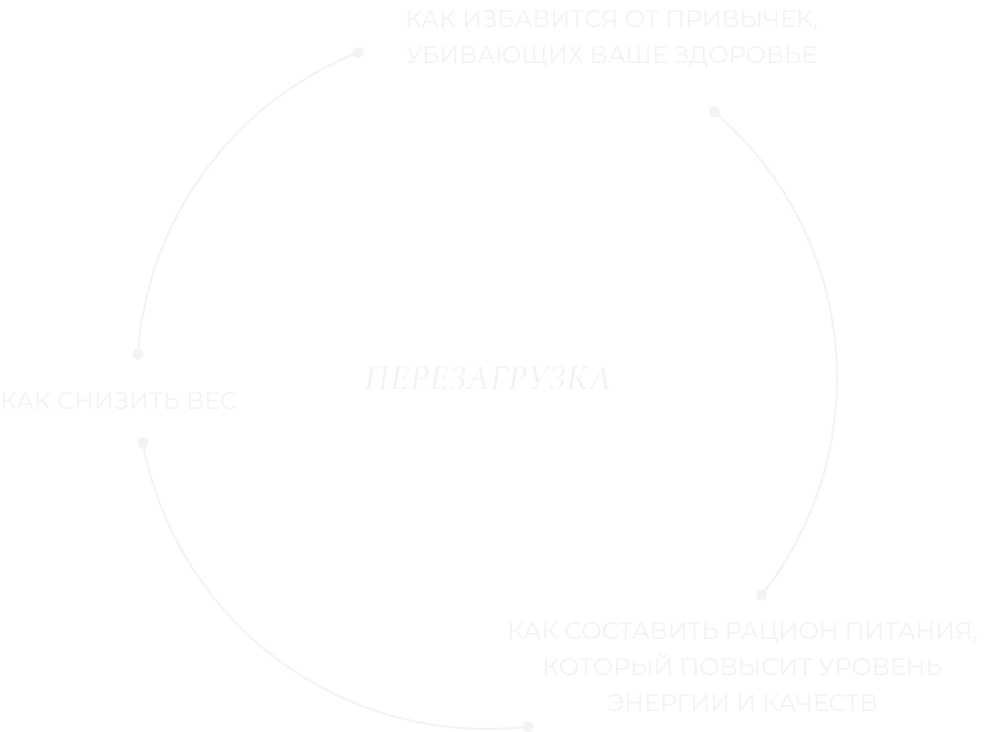 КАК ИЗБАВИТСЯ ОТ ПРИВЫЧЕК,
УБИВАЮЩИХ ВАШЕ ЗДОРОВЬЕ
ПЕРЕЗАГРУЗКА
КАК СНИЗИТЬ ВЕС
КАК СОСТАВИТЬ РАЦИОН ПИТАНИЯ,
КОТОРЫЙ ПОВЫСИТ УРОВЕНЬ
ЭНЕРГИИ И КАЧЕСТВ